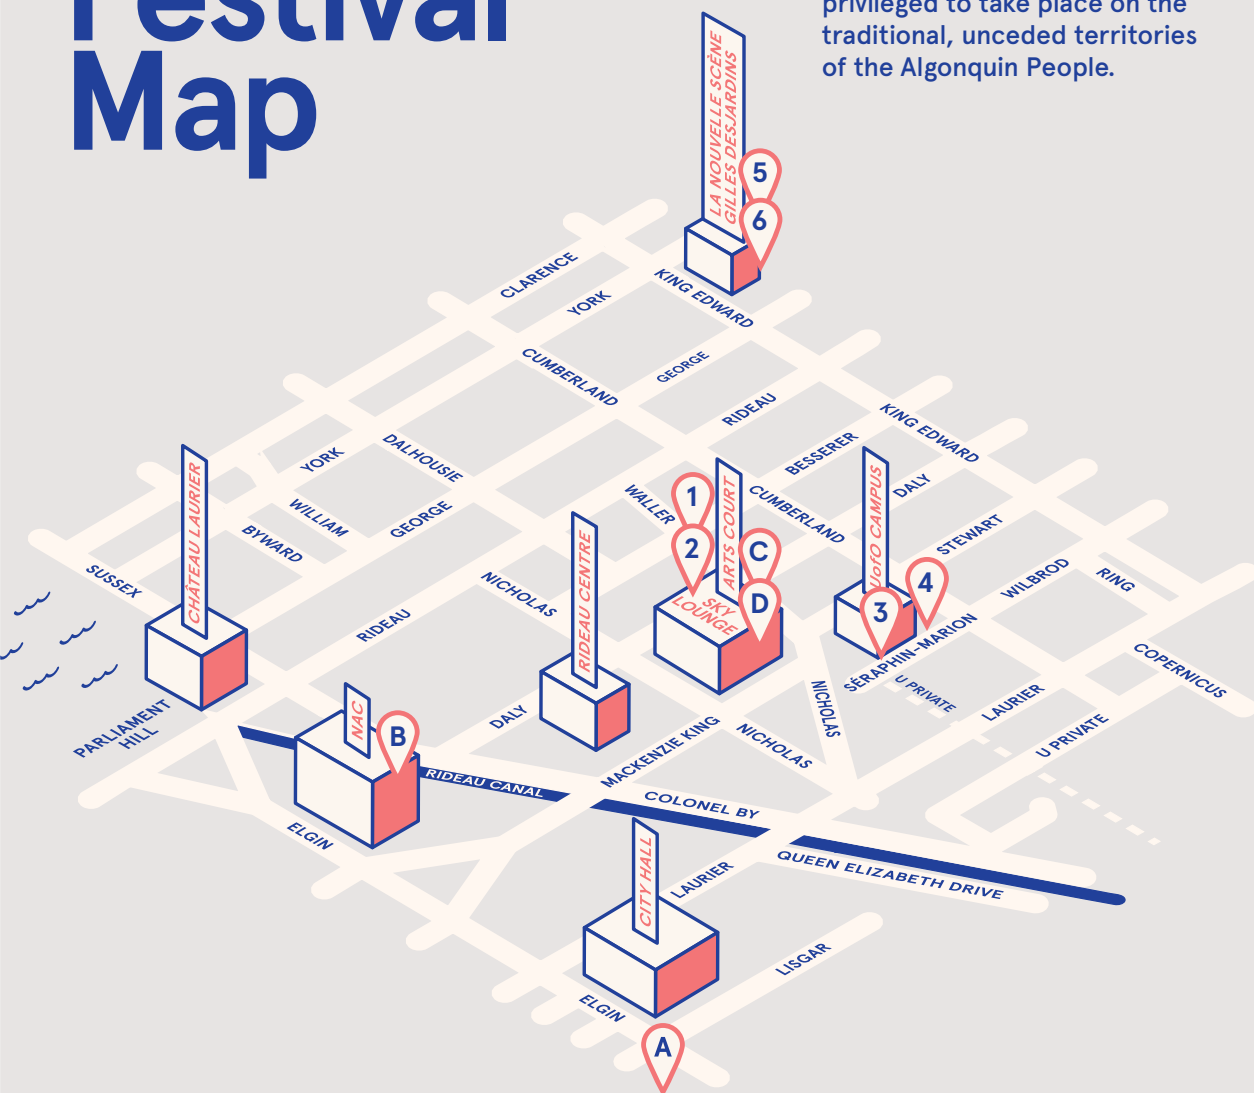 Festival
Map
privileged to take place on the
traditional, unceded territories
of the Algonquin People.
LA NOUVELLE SCÈNE
GILLES DESJARDINS
5
6
CLARENCE
YORK
KING EDWARD
CUMBERLAND
GEORGE
RIDEAU
KING EDWARD
BESSERER
DALY
DALHOUSIE
YORK
WILLIAM
BYWARD
GEORGE
WALLER
CUMBERLAND
CHÂTEAU LAURIER
RIDEAU CENTRE
1
2
ARTS COURT
C
D
SKY
LOUNGE
UofO CAMPUS
3
4
STEWART
WILBROD
RING
SUSSEX
NICHOLAS
RIDEAU
SÉRAPHIN-MARION
COPERNICUS
U PRIVATE
NICHOLAS
LAURIER
U PRIVATE
PARLIAMENT
HILL
NAC
B
DALY
MACKENZIE KING
NICHOLAS
RIDEAU CANAL
COLONEL BY
ELGIN
QUEEN ELIZABETH DRIVE
CITY HALL
LAURIER
LISGAR
ELGIN
A